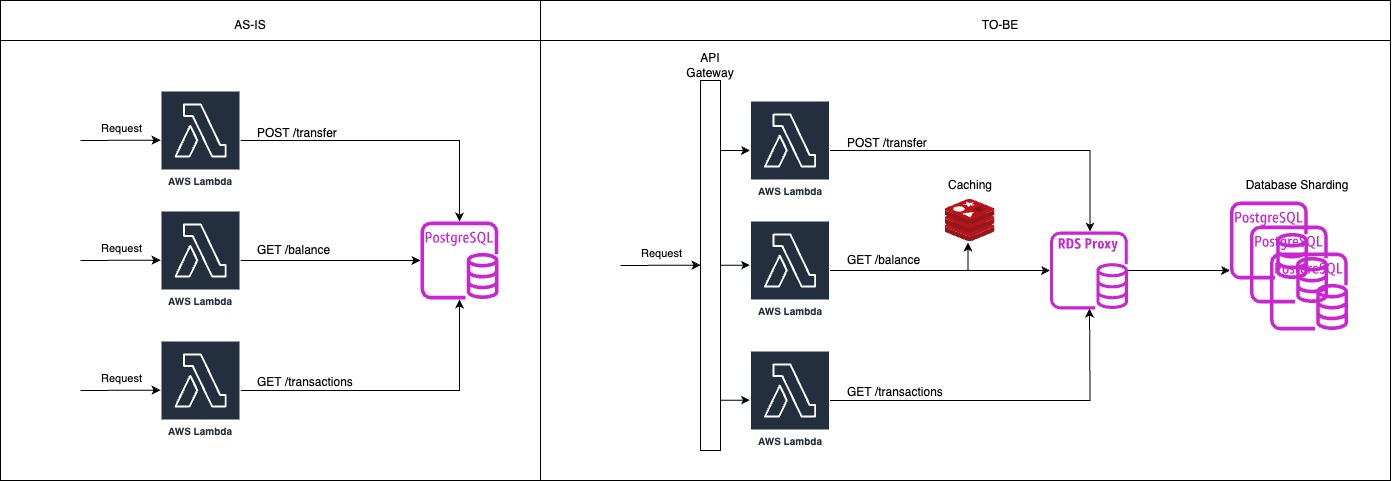 AS-IS
TO-BE
Request
POST /transfer
AWS Lambda
Request
GET /balance
AWS Lambda
PostgreSQL
Request
GET /transactions
AWS Lambda
API
Gateway
Request
POST /transfer
AWS Lambda
Caching
GET /balance
AWS Lambda
RDS Proxy
GET /transactions
AWS Lambda
Database Sharding
PostgreSQL
PostgreSQL
PostgreSQL